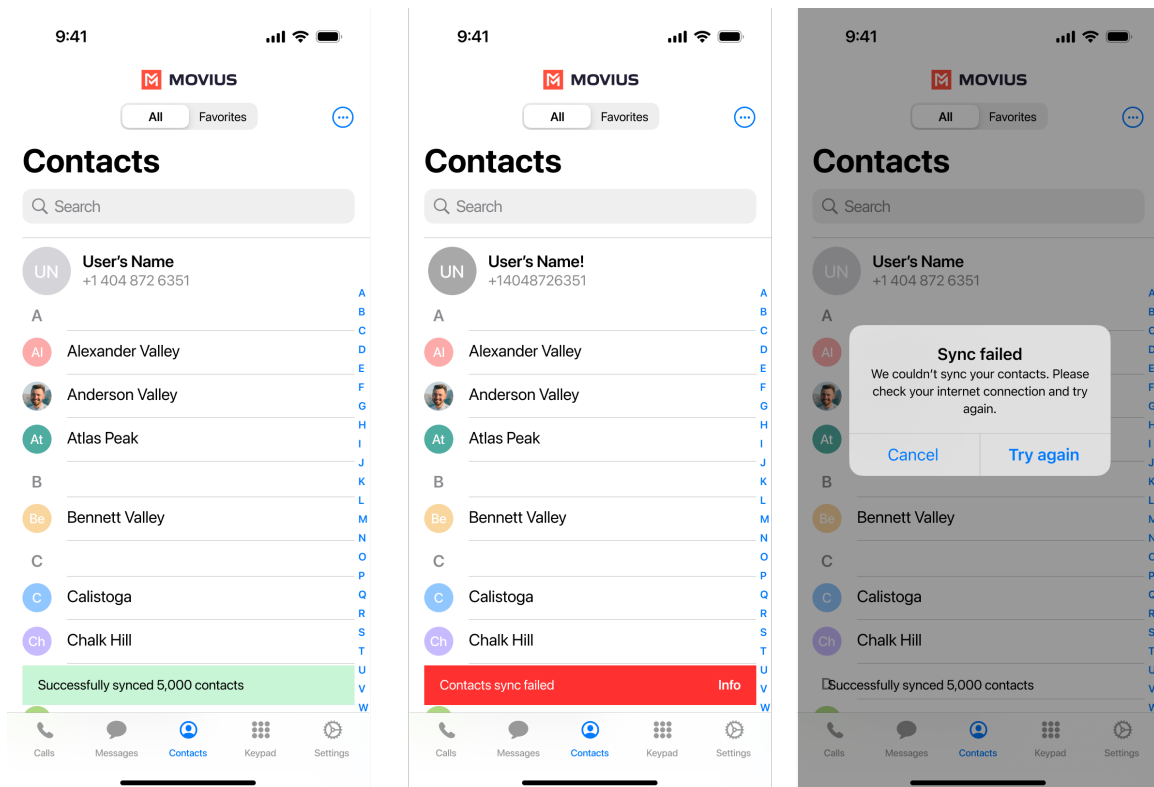 9:41
MOVIUS
All Favorites
Contacts
Search
UN
User's Name
+1 404 872 6351
A
Al Alexander Valley
Anderson Valley
At Atlas Peak
B
Be Bennett Valley
C
C Calistoga
Ch Chalk Hill
Successfully synced 5,000 contacts
A
B
C
D
E
F
G
H
I
J
K
L
M
N
O
P
Q
R
S
T
U
V
W
Calls Messages Contacts Keypad Settings
9:41
MOVIUS
All Favorites
Contacts
Search
UN
User's Name!
+14048726351
A
Al Alexander Valley
Anderson Valley
At Atlas Peak
B
Be Bennett Valley
C
C Calistoga
Ch Chalk Hill
Contacts sync failed Info
A
B
C
D
E
F
G
H
I
J
K
L
M
N
O
P
Q
R
S
T
U
V
W
Calls Messages Contacts Keypad Settings
9:41
MOVIUS
All Favorites
Contacts
Search
UN
User's Name
+1 404 872 6351
A
Al
At
Sync failed
We couldn't sync your contacts. Please
check your internet connection and try
again.
Cancel Try again
B
Be Bennett Valley
C
C Calistoga
Ch Chalk Hill
D
Successfully synced 5,000 contacts
A
B
C
D
E
F
G
H
I
J
K
L
M
N
O
P
Q
R
S
T
U
V
W
Calls Messages Contacts Keypad Settings